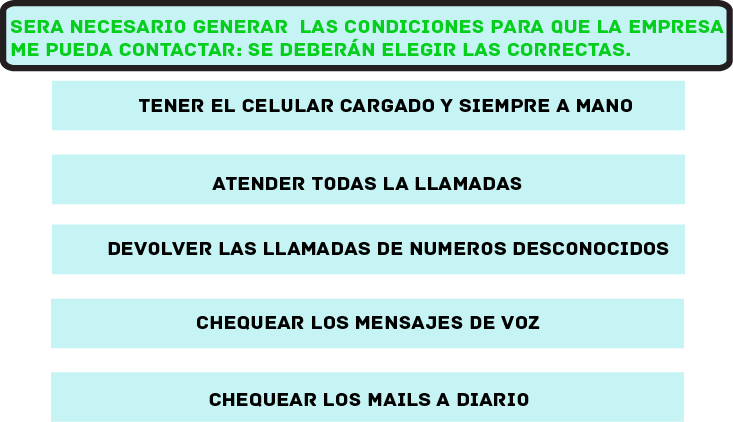 SERA NECESARIO GENERAR LAS CONDICIONES PARA QUE LA EMPRESA
ME PUEDA CONTACTAR: SE DEBERÁN ELEGIR LAS CORRECTAS.
TENER EL CELULAR CARGADO Y SIEMPRE A MANO
ATENDER TODAS LA LLAMADAS
DEVOLVER LAS LLAMADAS DE NUMEROS DESCONOCIDOS
CHEQUEAR LOS MENSAJES DE VOZ
CHEQUEAR LOS MAILS A DIARIO